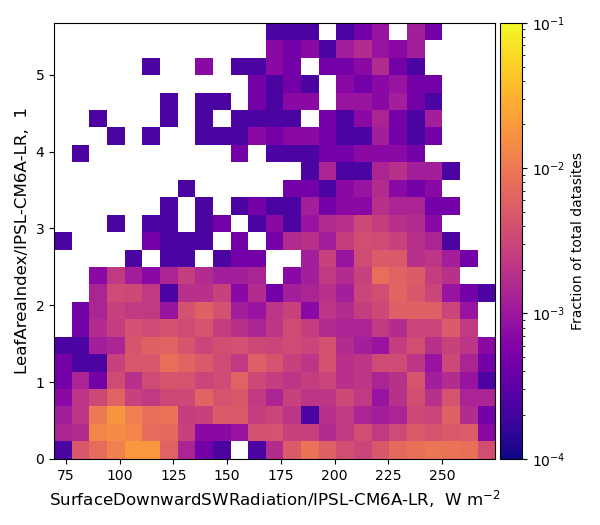 LeafAreaIndex/IPSL-CM6A-LR,  1
5
4
3
2
1
0
75 100 125 150 175 200 225 250
SurfaceDownwardSWRadiation/IPSL-CM6A-LR,  W m⁻²
10⁻¹
10⁻²
10⁻³
10⁻⁴
Fraction of total datasites